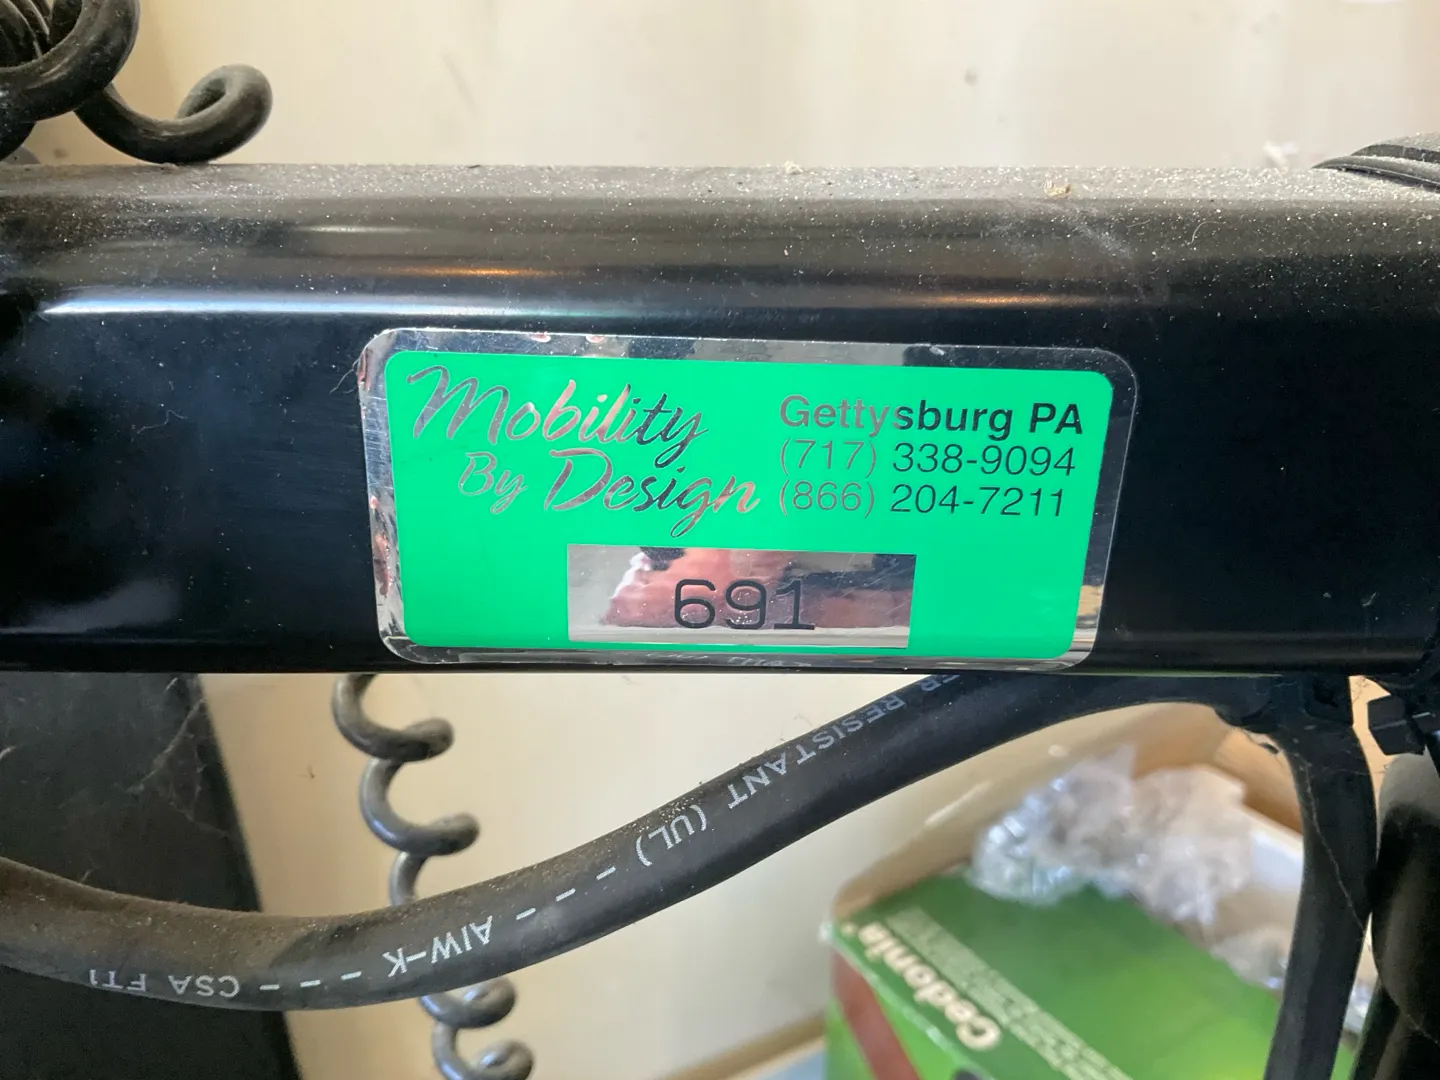 Mobility
By Design
Gettysburg PA
(717) 338-9094
(866) 204-7211
691
RESISTANT (UL) - - - - AIW-K - - - CSA FT1
Cedonia